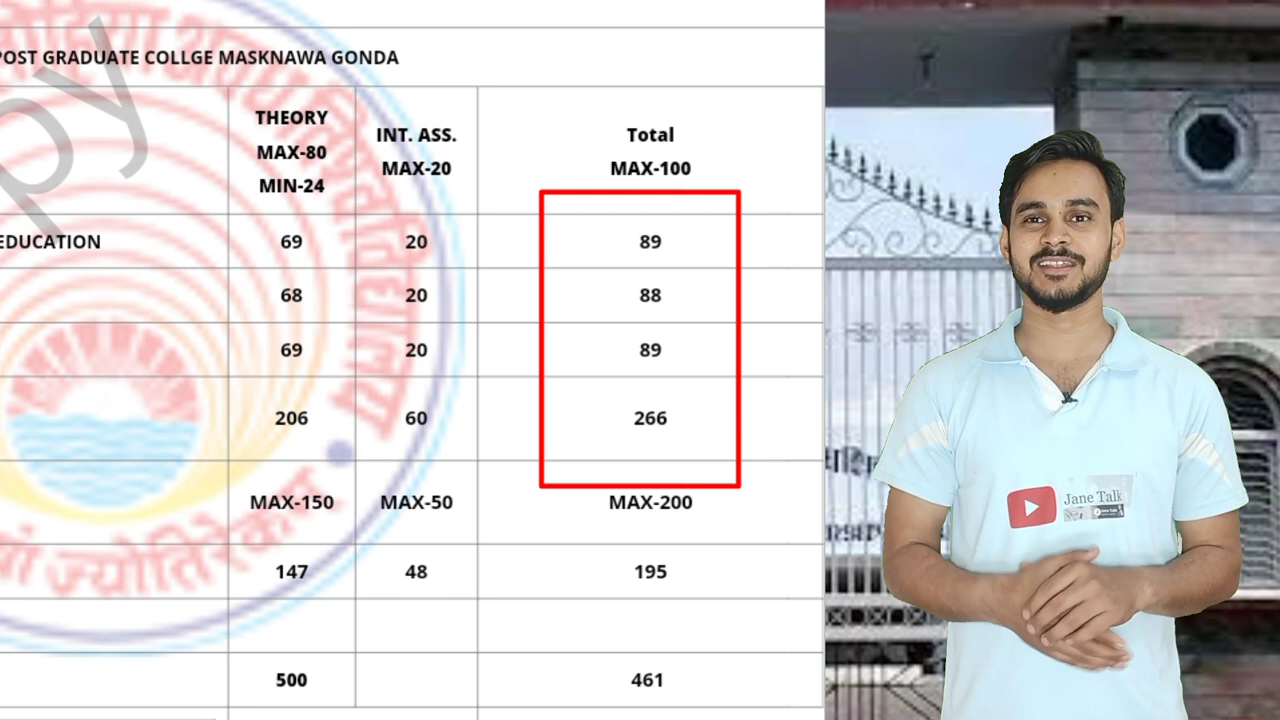 POST GRADUATE COLLGE MASKNAWA GONDA
THEORY
MAX-80
MIN-24
INT. ASS.
MAX-20
Total
MAX-100
EDUCATION 69 20 89
68 20 88
69 20 89
206 60 266
MAX-150 MAX-50 MAX-200
147 48 195
500 461
py
ज्योतिरेकम्
Jane Talk